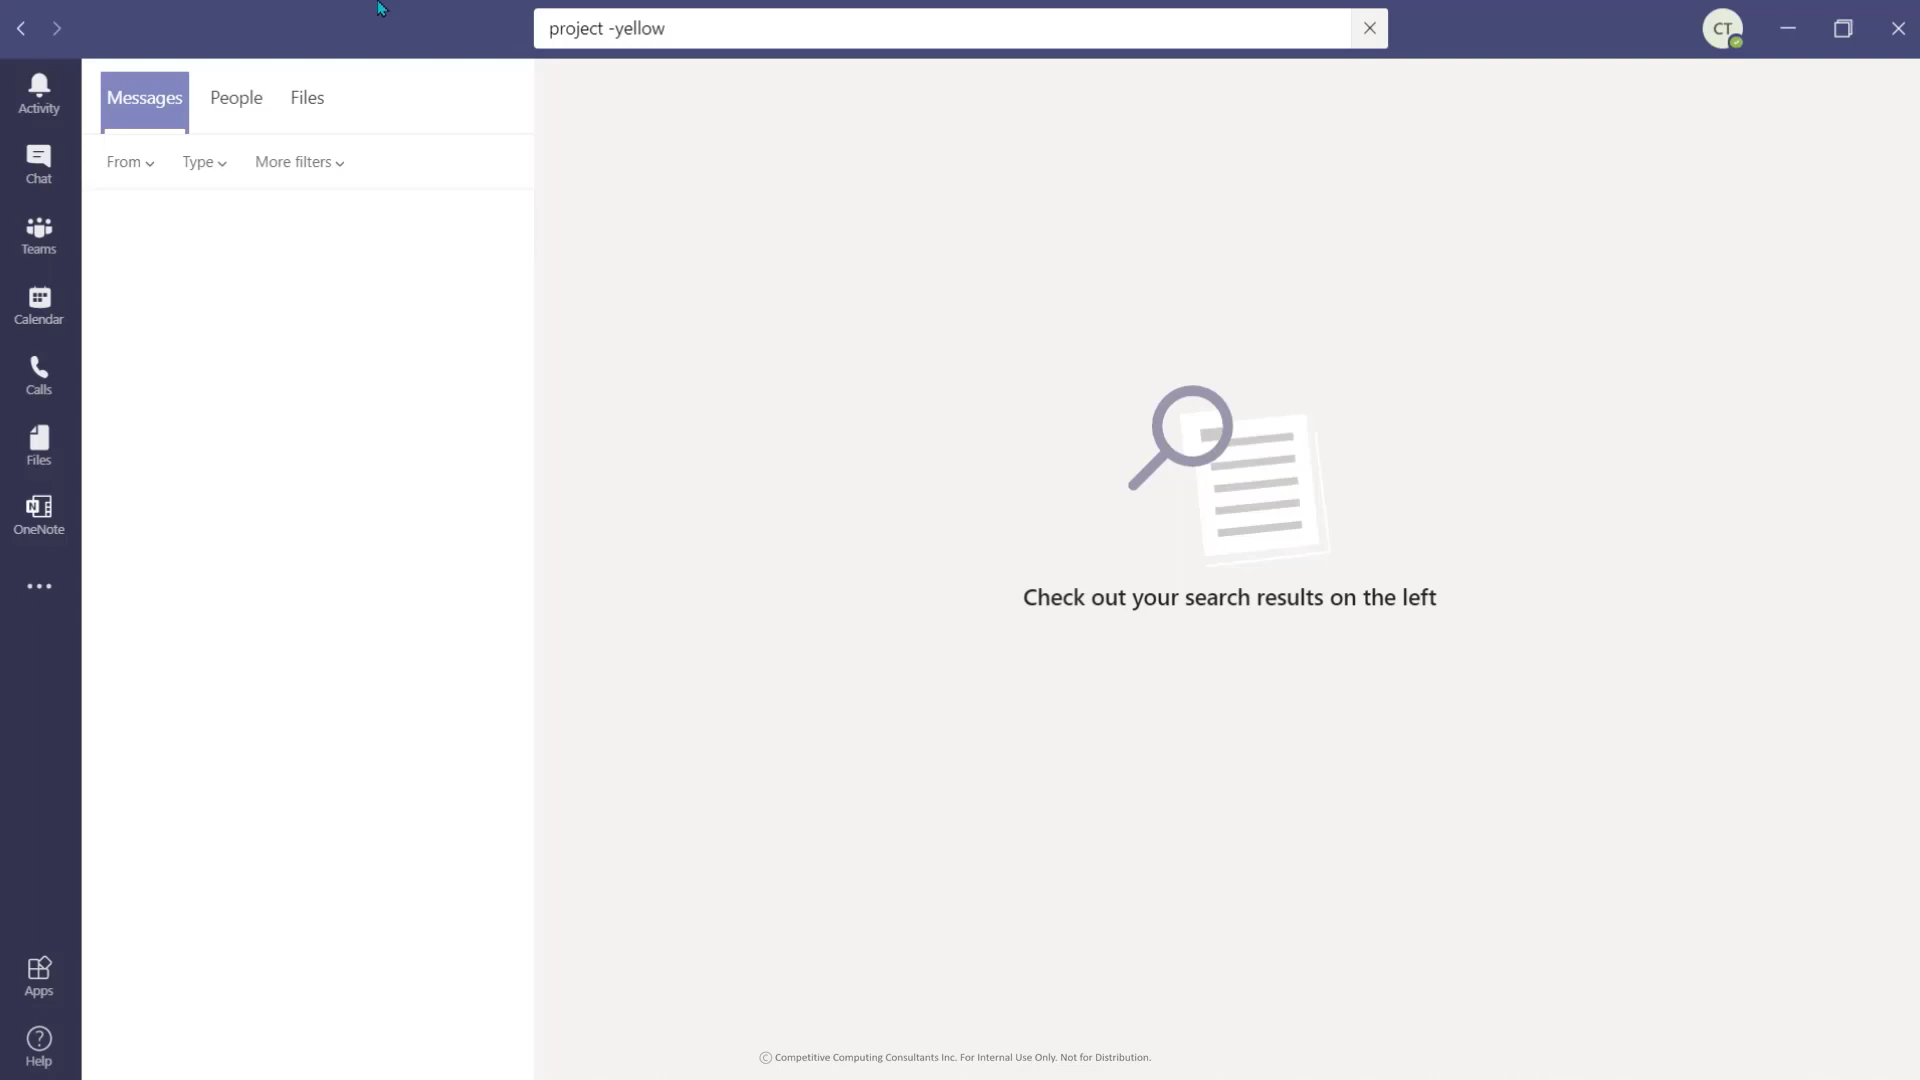 project -yellow
CT
Activity
Chat
Teams
Calendar
Calls
Files
OneNote
Apps
Help
Messages People Files
From Type More filters
Check out your search results on the left
© Competitive Computing Consultants Inc. For Internal Use Only. Not for Distribution.